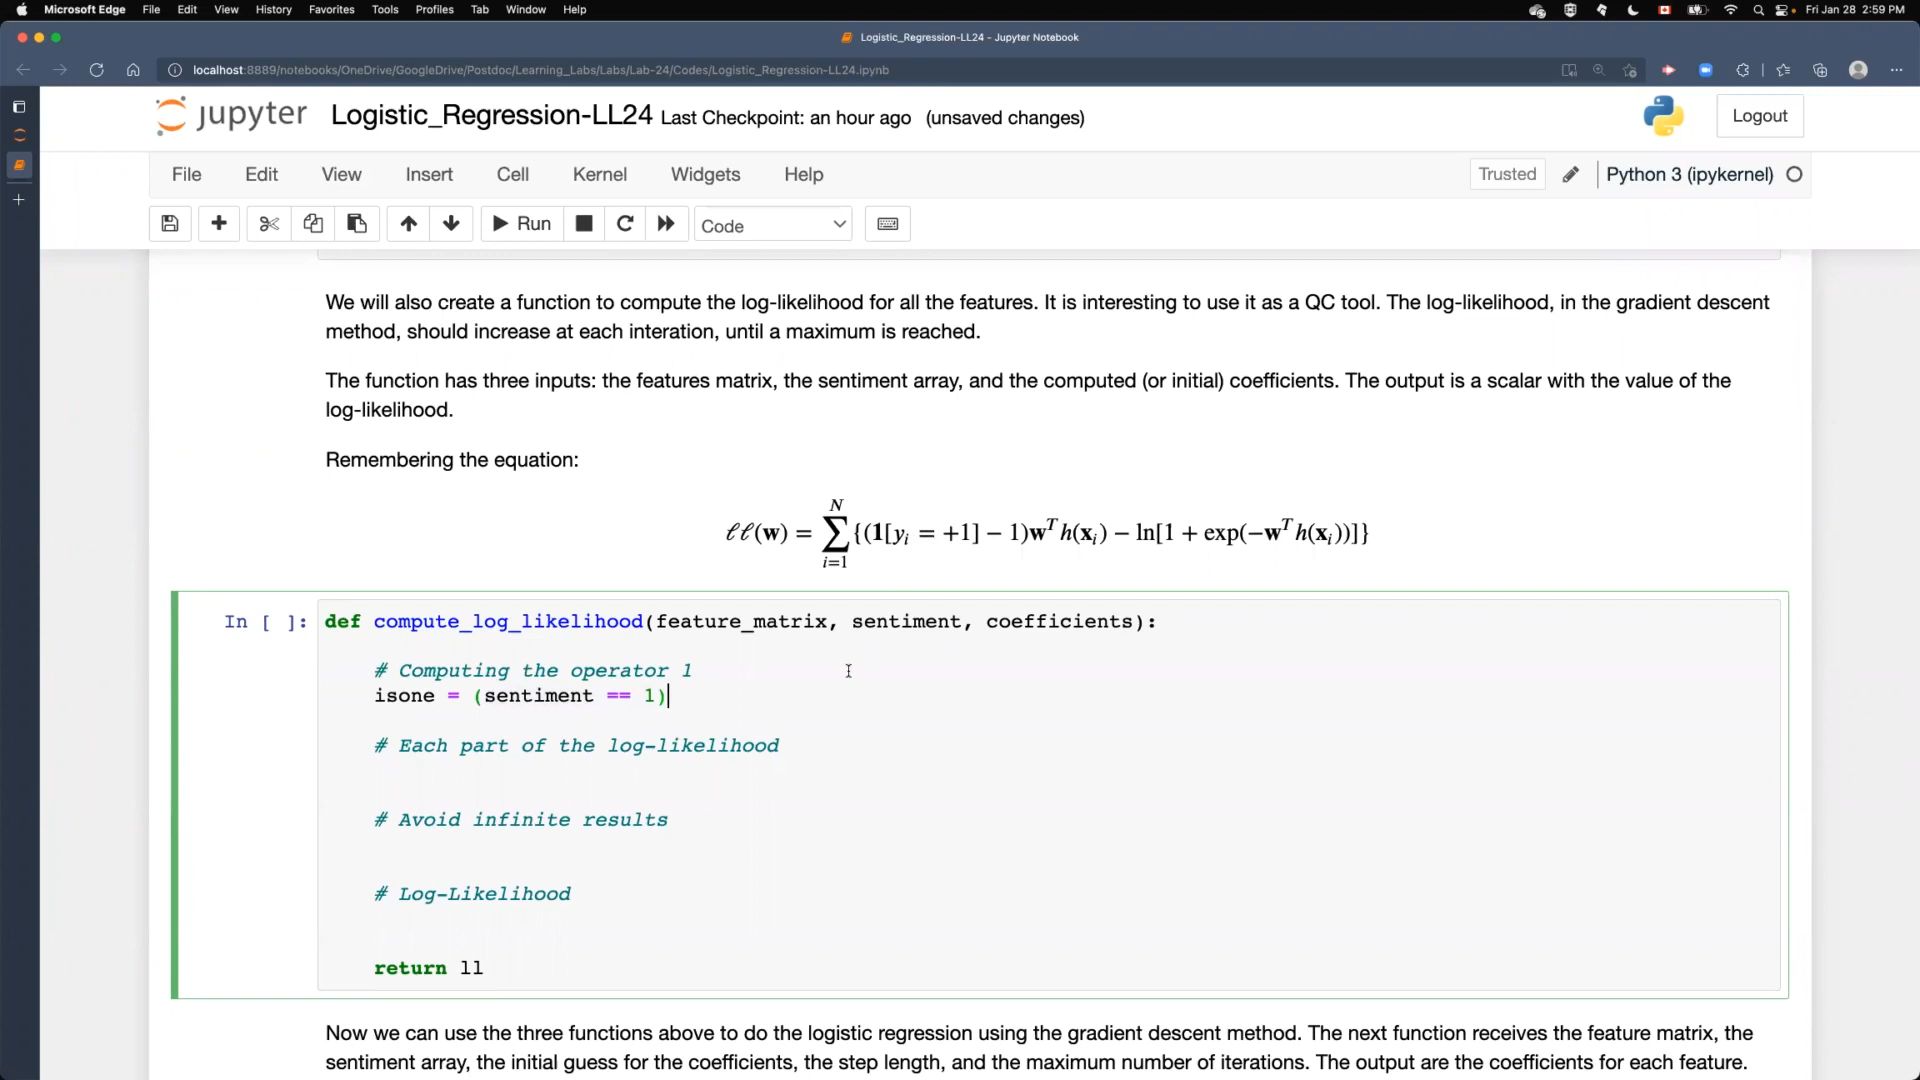 Microsoft Edge File Edit View History Favorites Tools Profiles Tab Window Help Fri Jan 28 2:59 PM
Logistic_Regression-LL24 - Jupyter Notebook
localhost:8889/notebooks/OneDrive/GoogleDrive/Postdoc/Learning_Labs/Labs/Lab-24/Codes/Logistic_Regression-LL24.ipynb
jupyter Logistic_Regression-LL24 Last Checkpoint: an hour ago (unsaved changes) Logout
File Edit View Insert Cell Kernel Widgets Help Trusted Python 3 (ipykernel)
Run Code
We will also create a function to compute the log-likelihood for all the features. It is interesting to use it as a QC tool. The log-likelihood, in the gradient descent
method, should increase at each interation, until a maximum is reached.
The function has three inputs: the features matrix, the sentiment array, and the computed (or initial) coefficients. The output is a scalar with the value of the
log-likelihood.
Remembering the equation:
ℓℓ(w) = ∑_{i=1}^{N} {(1[y_i = +1] − 1)w^T h(x_i) − ln[1 + exp(−w^T h(x_i))]}
In [ ]: def compute_log_likelihood(feature_matrix, sentiment, coefficients):
# Computing the operator 1
isone = (sentiment == 1)
# Each part of the log-likelihood
# Avoid infinite results
# Log-Likelihood
return ll
Now we can use the three functions above to do the logistic regression using the gradient descent method. The next function receives the feature matrix, the
sentiment array, the initial guess for the coefficients, the step length, and the maximum number of iterations. The output are the coefficients for each feature.